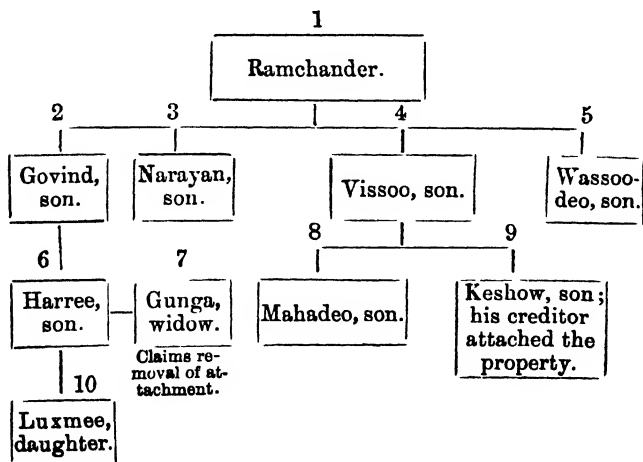 1
Ramchander.
2 3 4 5
Govind,
son.
Narayan,
son.
Vissoo, son.
Wassoo-
deo, son.
6 7 8 9
Harree,
son.
Gunga,
widow.
Claims re-
moval of at-
tachment.
Mahadeo, son.
Keshow, son;
his creditor
attached the
property.
10
Luxmee,
daughter.